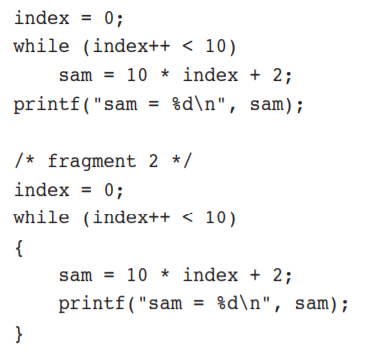 index = 0;
while (index++ < 10)
    sam = 10 * index + 2;
printf("sam = %d\n", sam);

/* fragment 2 */
index = 0;
while (index++ < 10)
{
    sam = 10 * index + 2;
    printf("sam = %d\n", sam);
}